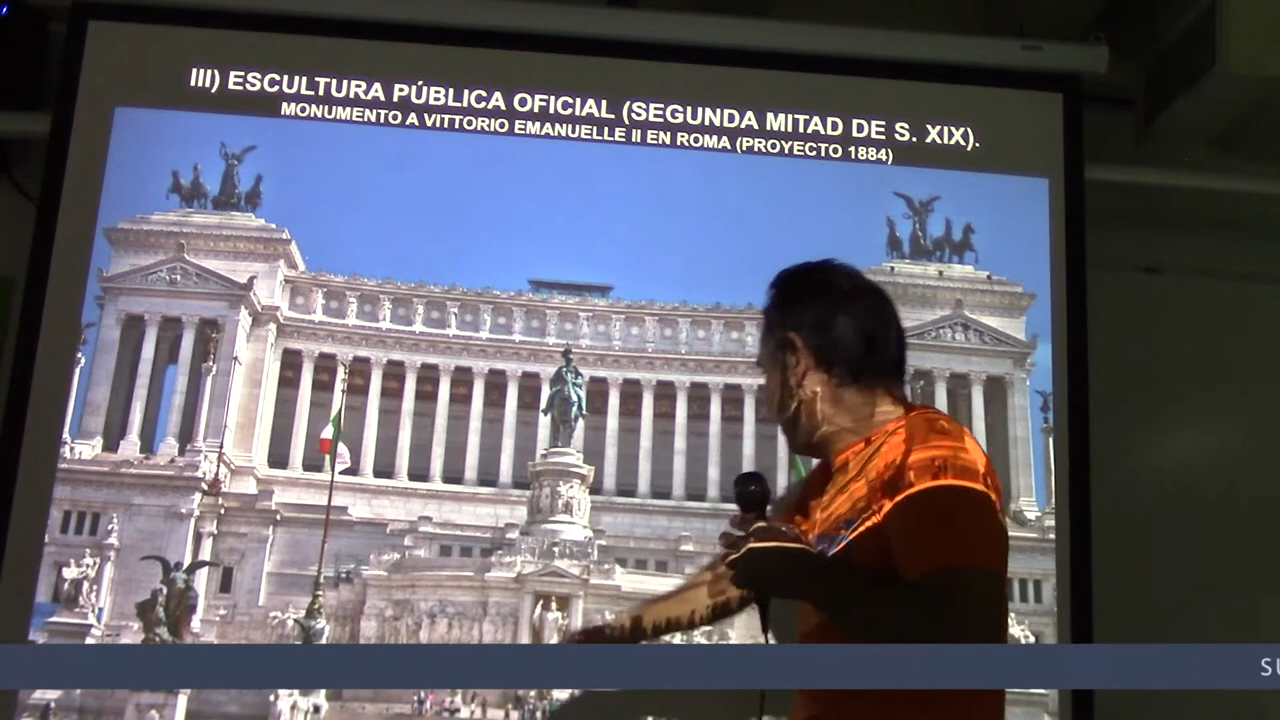 III) ESCULTURA PÚBLICA OFICIAL (SEGUNDA MITAD DE S. XIX).
MONUMENTO A VITTORIO EMANUELLE II EN ROMA (PROYECTO 1884)